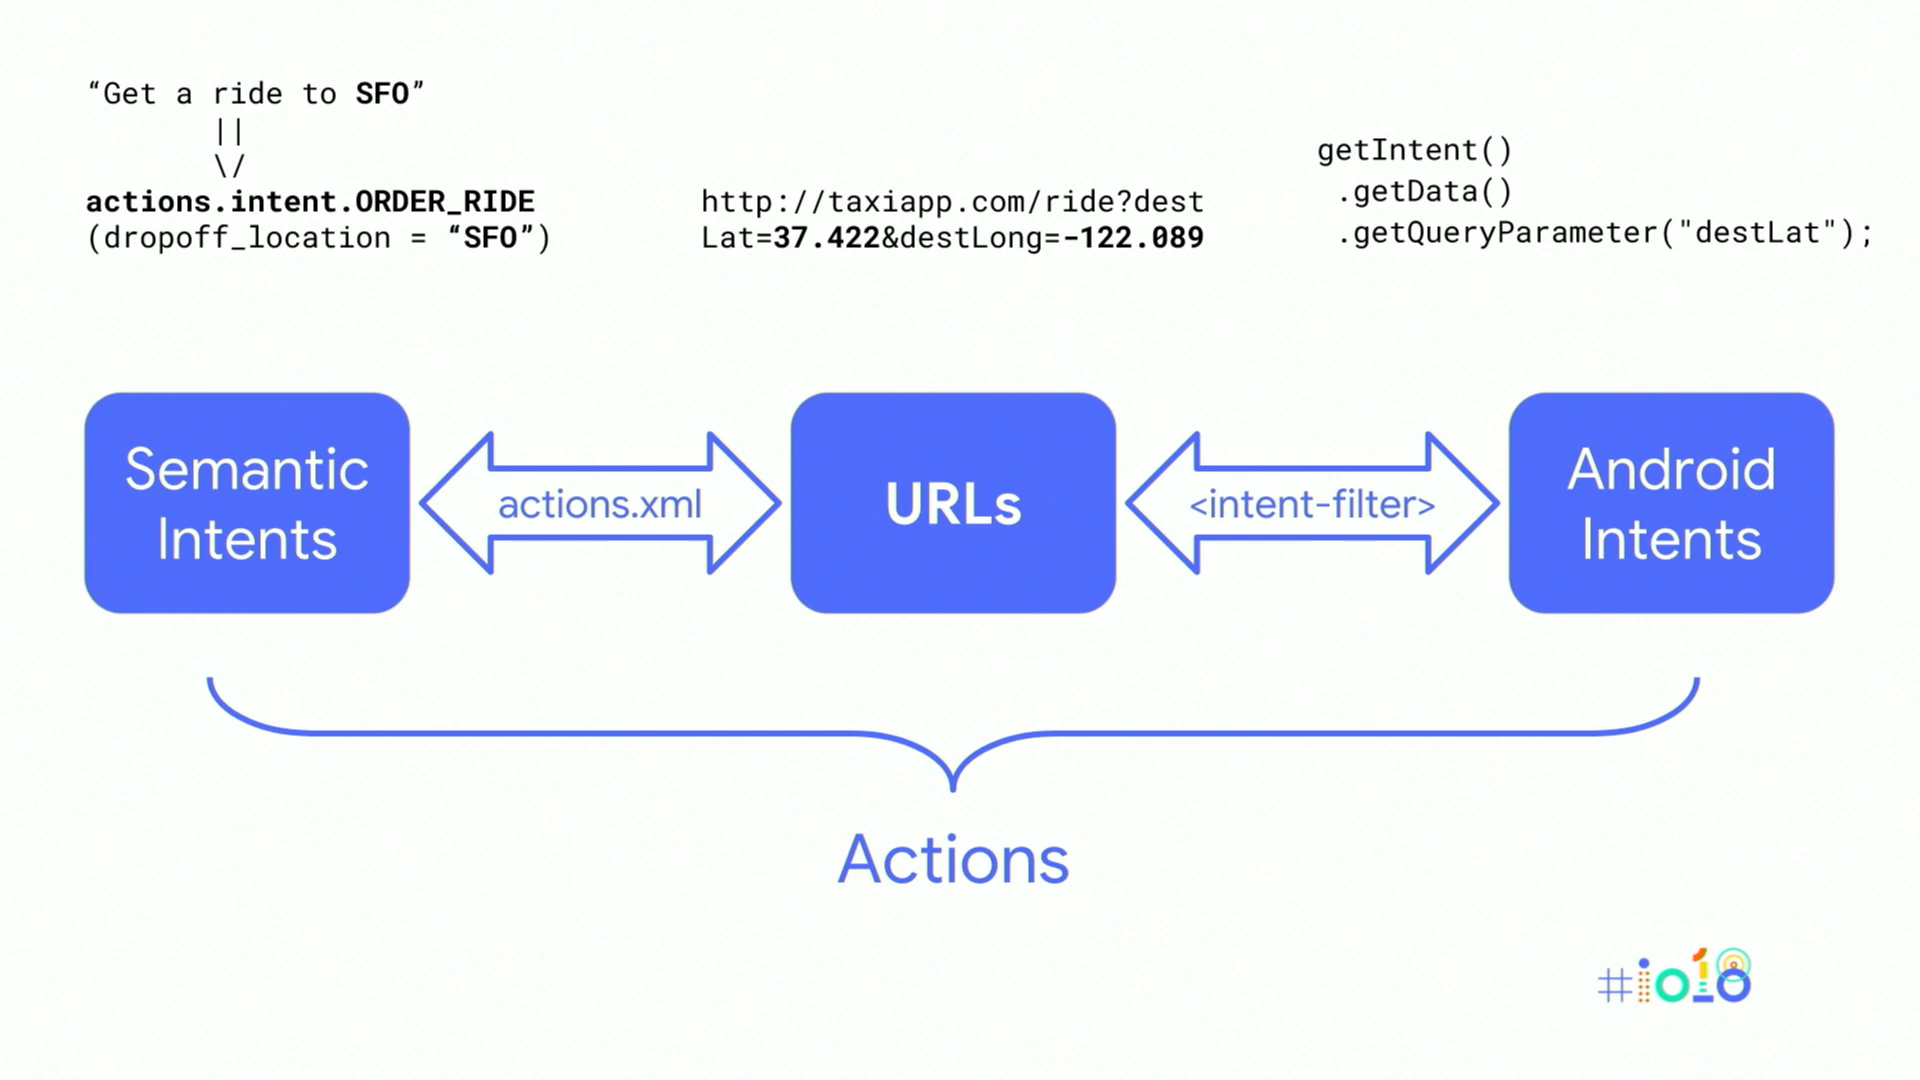 “Get a ride to SFO”
||
\/
actions.intent.ORDER_RIDE
(dropoff_location = “SFO”)
http://taxiapp.com/ride?dest
Lat=37.422&destLong=-122.089
getIntent()
.getData()
.getQueryParameter("destLat");
Semantic
Intents
actions.xml
URLs
<intent-filter>
Android
Intents
Actions
#io18